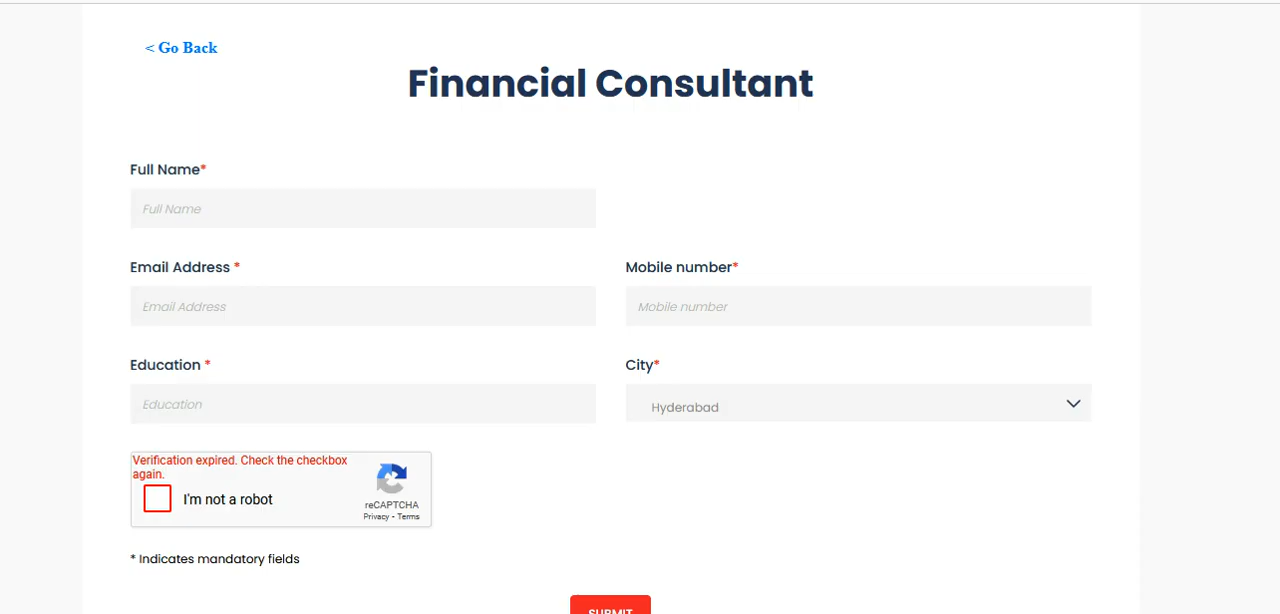 < Go Back
Financial Consultant
Full Name*
Full Name
Email Address *
Mobile number*
Email Address
Mobile number
Education *
City*
Education
Hyderabad
Verification expired. Check the checkbox
again.
I'm not a robot
reCAPTCHA
Privacy - Terms
* Indicates mandatory fields
SUBMIT